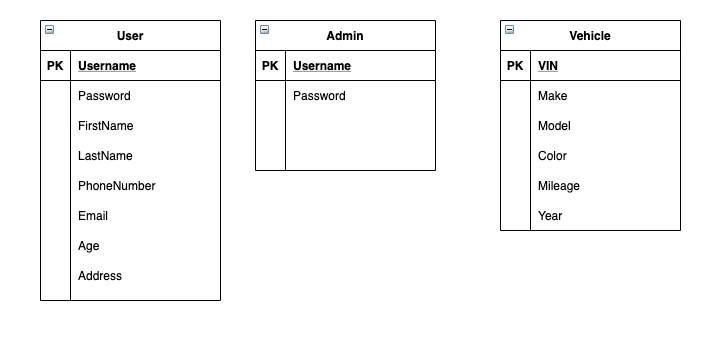 User
PK Username
Password
FirstName
LastName
PhoneNumber
Email
Age
Address
Admin
PK Username
Password
Vehicle
PK VIN
Make
Model
Color
Mileage
Year